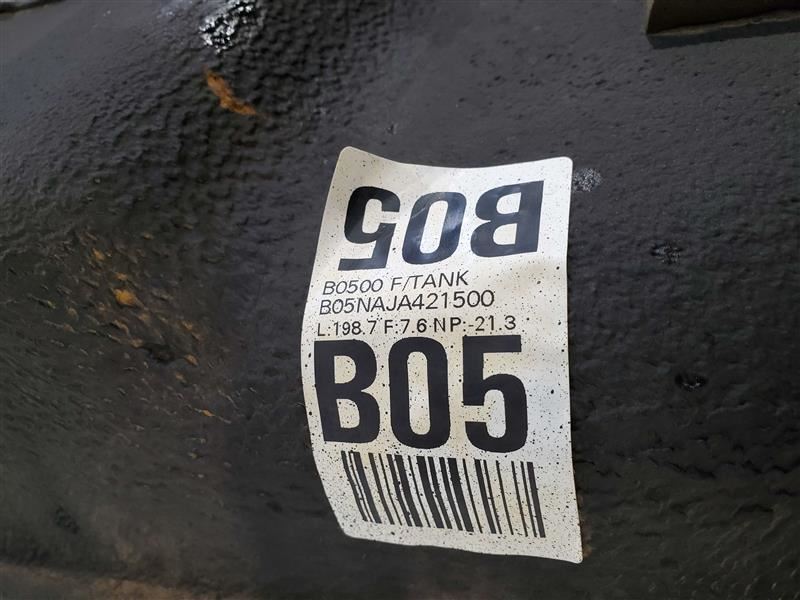 B05
B0500 F/TANK
B05NAJA421500
L:198.7 F:7.6 NP:-21.3
B05